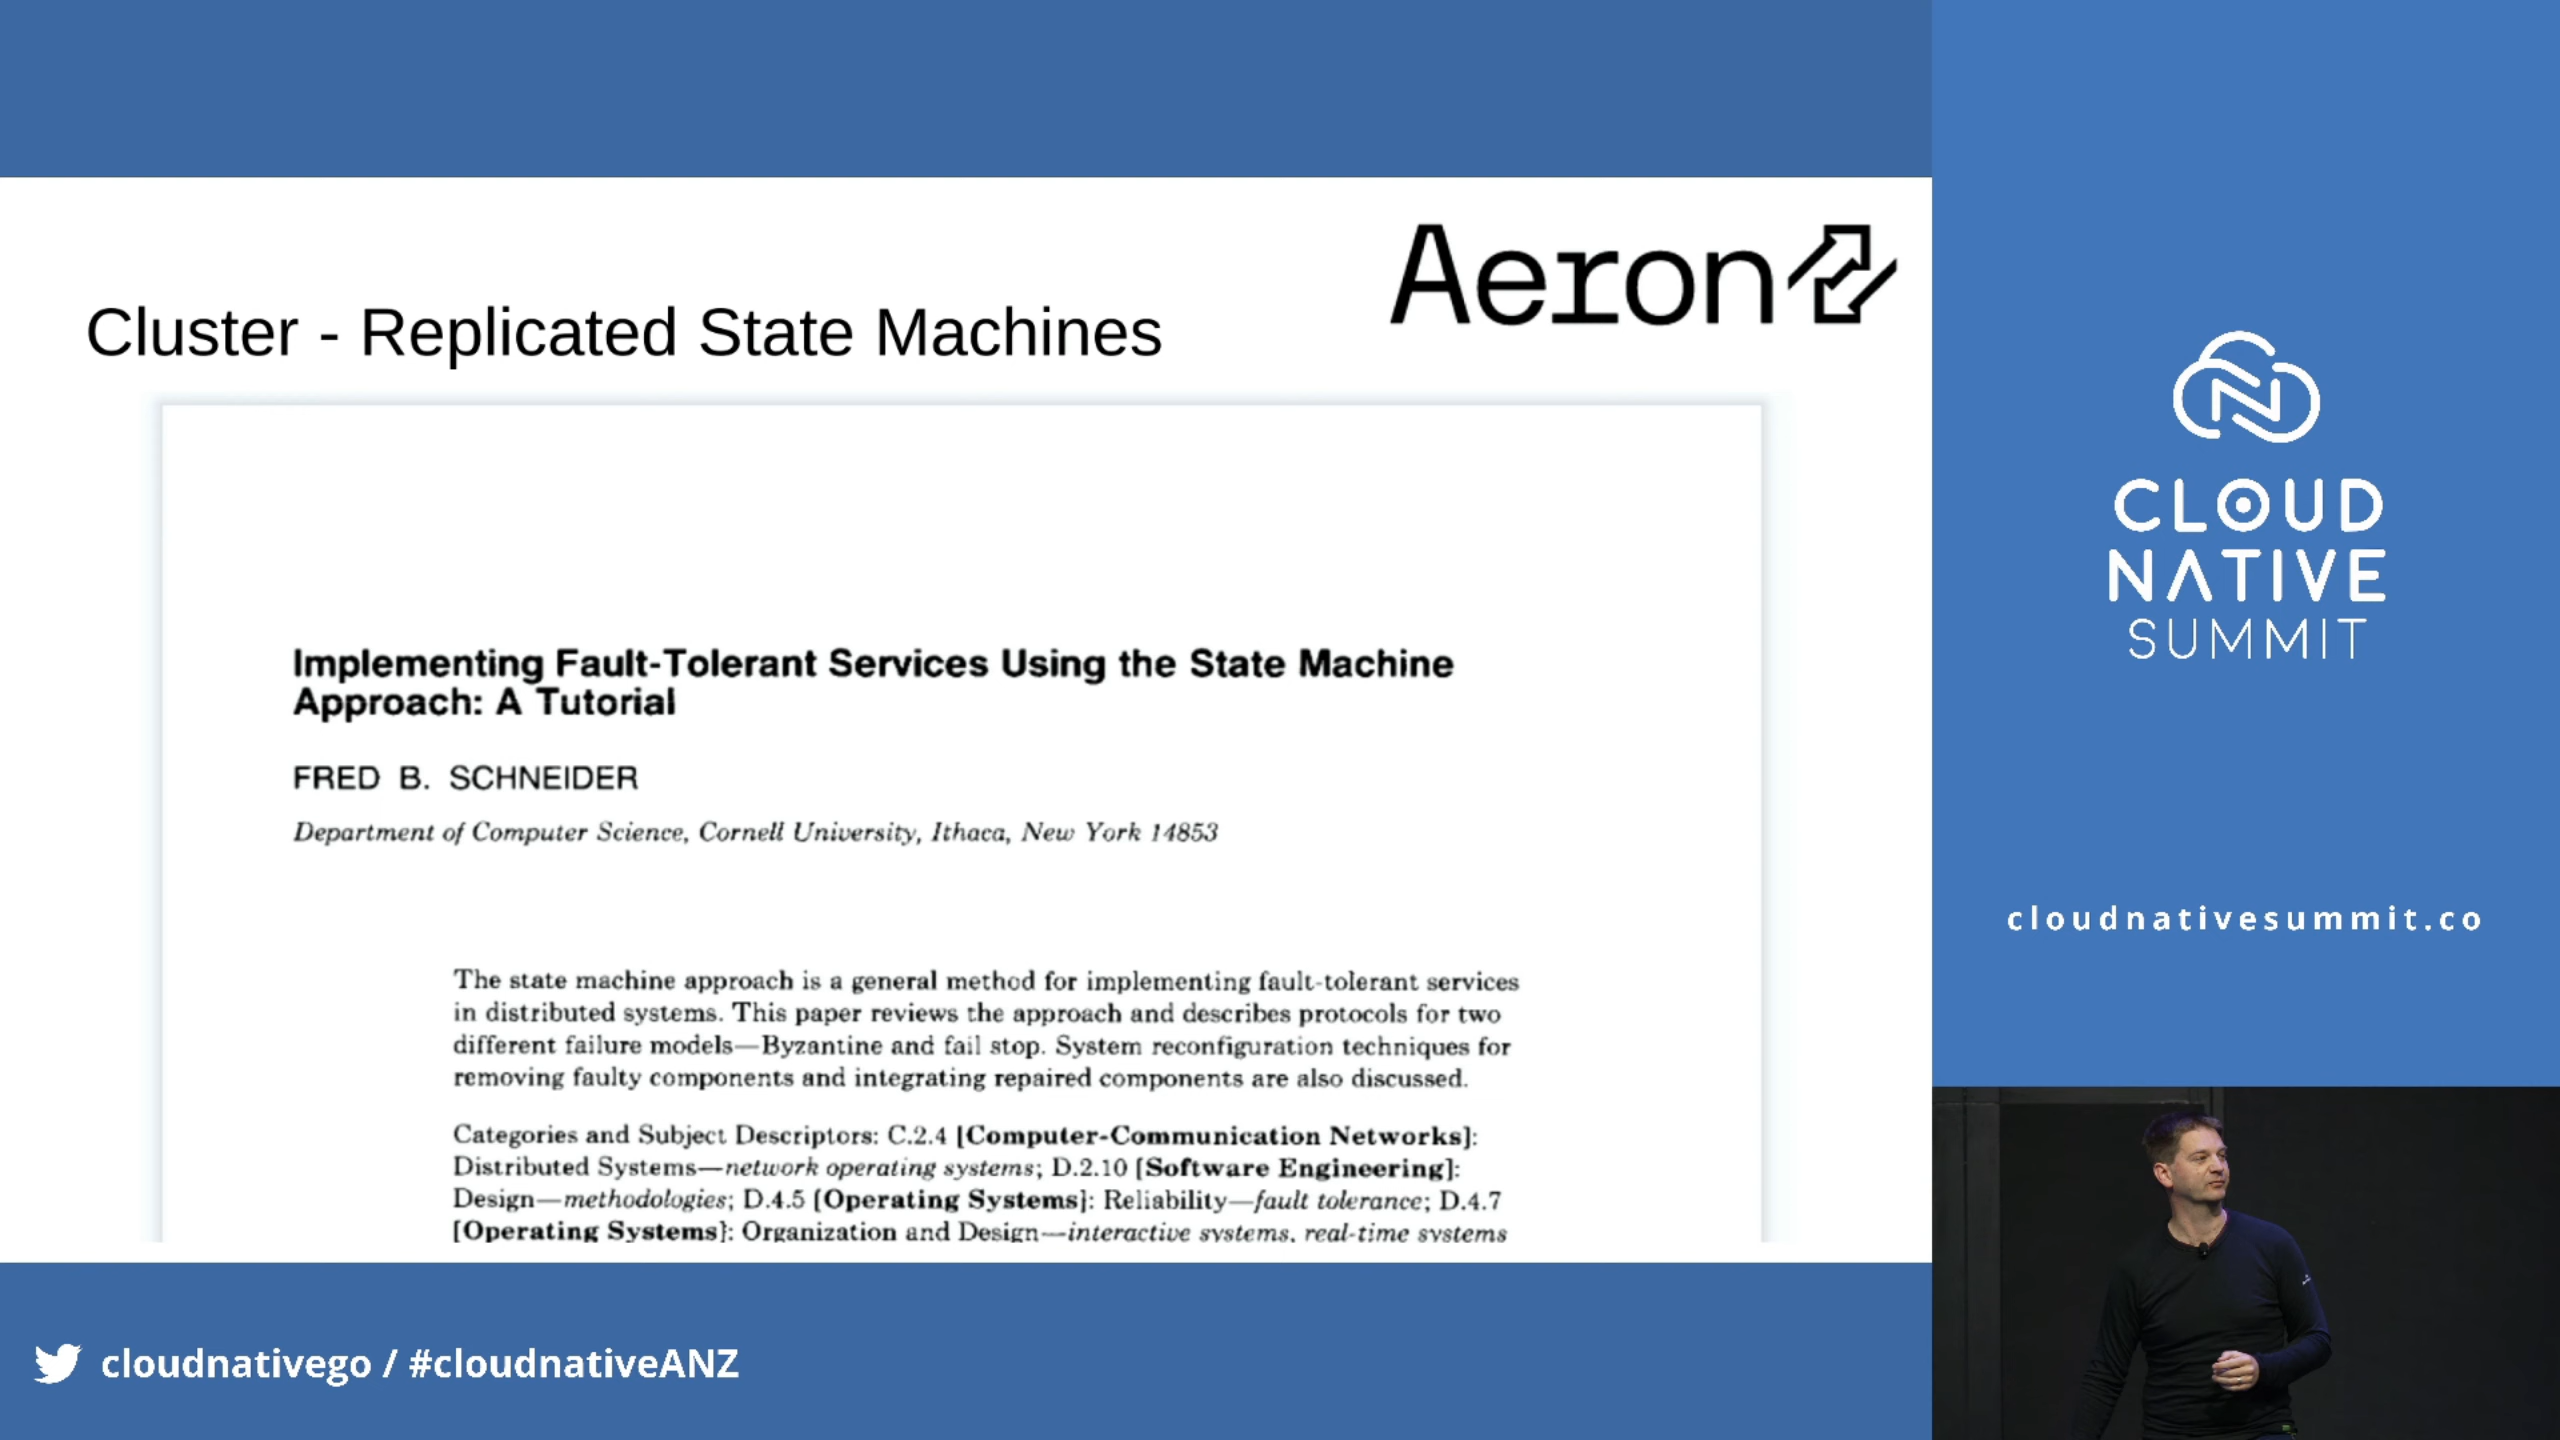 Aeron
Cluster - Replicated State Machines
Implementing Fault-Tolerant Services Using the State Machine
Approach: A Tutorial
FRED B. SCHNEIDER
Department of Computer Science, Cornell University, Ithaca, New York 14853
The state machine approach is a general method for implementing fault-tolerant services
in distributed systems. This paper reviews the approach and describes protocols for two
different failure models—Byzantine and fail stop. System reconfiguration techniques for
removing faulty components and integrating repaired components are also discussed.
Categories and Subject Descriptors: C.2.4 [Computer-Communication Networks]:
Distributed Systems—network operating systems; D.2.10 [Software Engineering]:
Design—methodologies; D.4.5 [Operating Systems]: Reliability—fault tolerance; D.4.7
[Operating Systems]: Organization and Design—interactive systems, real-time systems
cloudnativego / #cloudnativeANZ
CLOUD
NATIVE
SUMMIT
cloudnativesummit.co